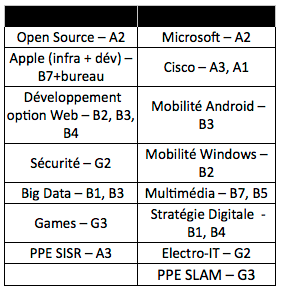 Open Source – A2
Microsoft – A2
Apple (infra + dév) –
B7+bureau
Cisco – A3, A1
Développement
option Web – B2, B3,
B4
Mobilité Android –
B3
Sécurité – G2
Mobilité Windows –
B2
Big Data – B1, B3
Multimédia – B7, B5
Games – G3
Stratégie Digitale -
B1, B4
PPE SISR – A3
Electro-IT – G2
PPE SLAM – G3